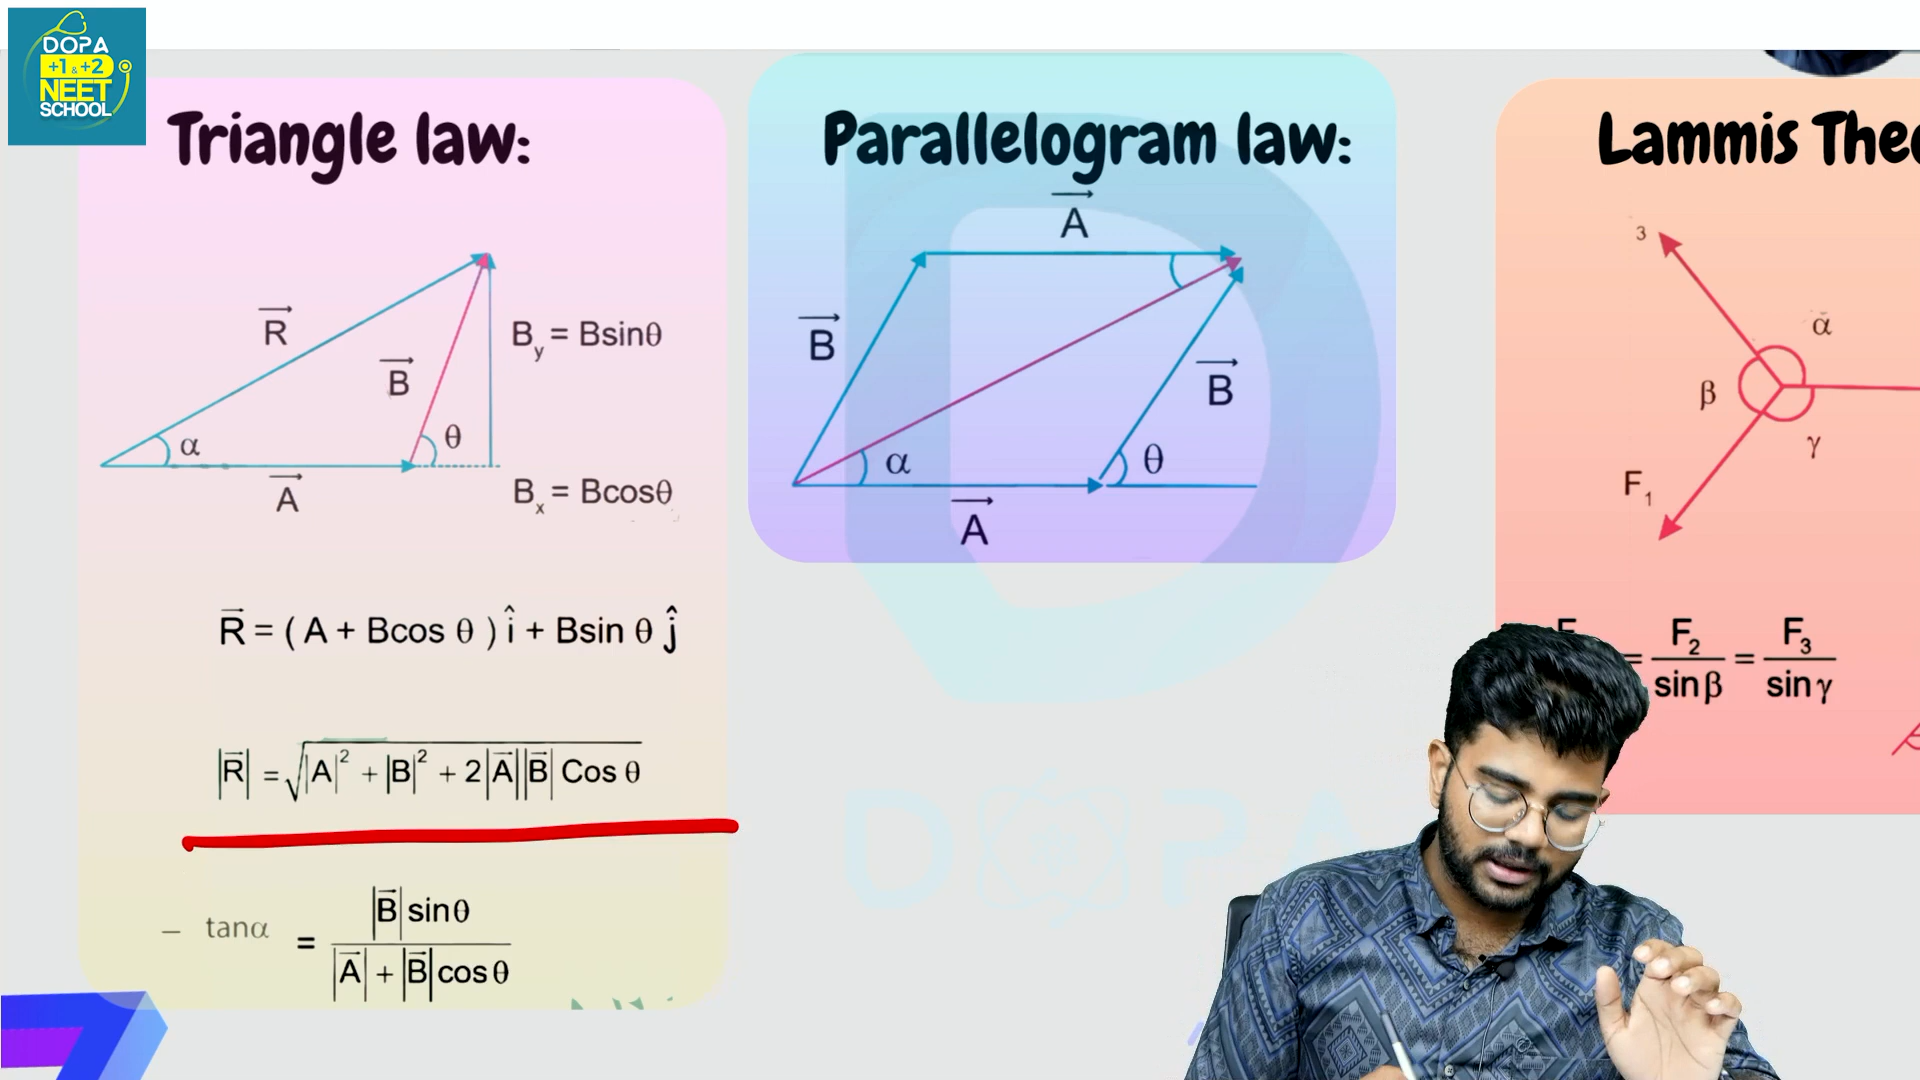 DOPA
+1 & +2
NEET
SCHOOL
Triangle law:
R
B
By = Bsinθ
α
θ
A
Bx = Bcosθ
R = ( A + Bcos θ ) î + Bsin θ ĵ
|R| = √|A|² + |B|² + 2|A||B| Cos θ
– tanα = |B| sinθ / |A| + |B| cosθ
Parallelogram law:
A
B
B
α
θ
A
Lammis
3
α
β
γ
F₁
= F₂ / sinβ = F₃ / sinγ